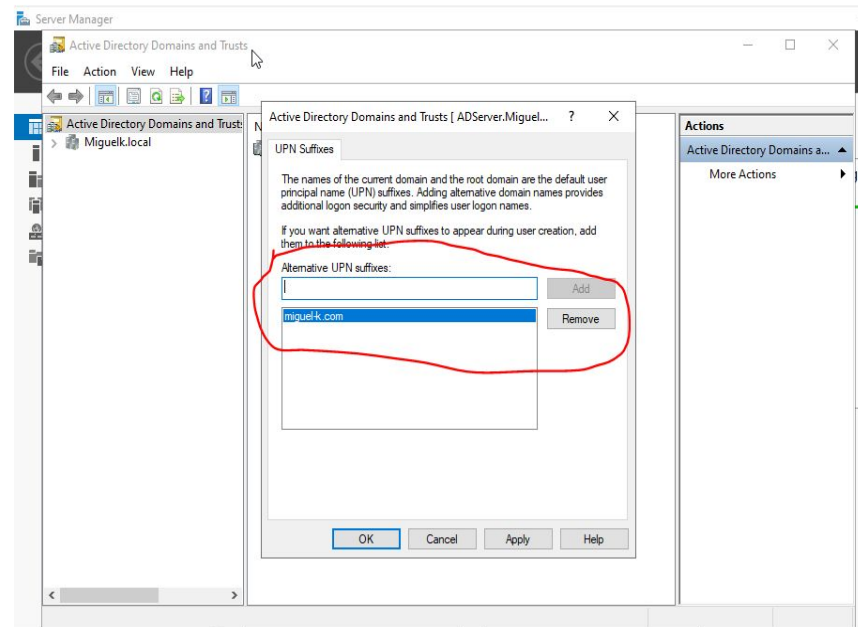 Server Manager
Active Directory Domains and Trusts
File Action View Help
Active Directory Domains and Trust
Miguelk.local
N
Active Directory Domains and Trusts [ ADServer.Miguel... ? X
UPN Suffixes
The names of the current domain and the root domain are the default user
principal name (UPN) suffixes. Adding alternative domain names provides
additional logon security and simplifies user logon names.
If you want alternative UPN suffixes to appear during user creation, add
them to the following list.
Alternative UPN suffixes:
Add
miguel-k.com
Remove
OK Cancel Apply Help
Actions
Active Directory Domains a...
More Actions